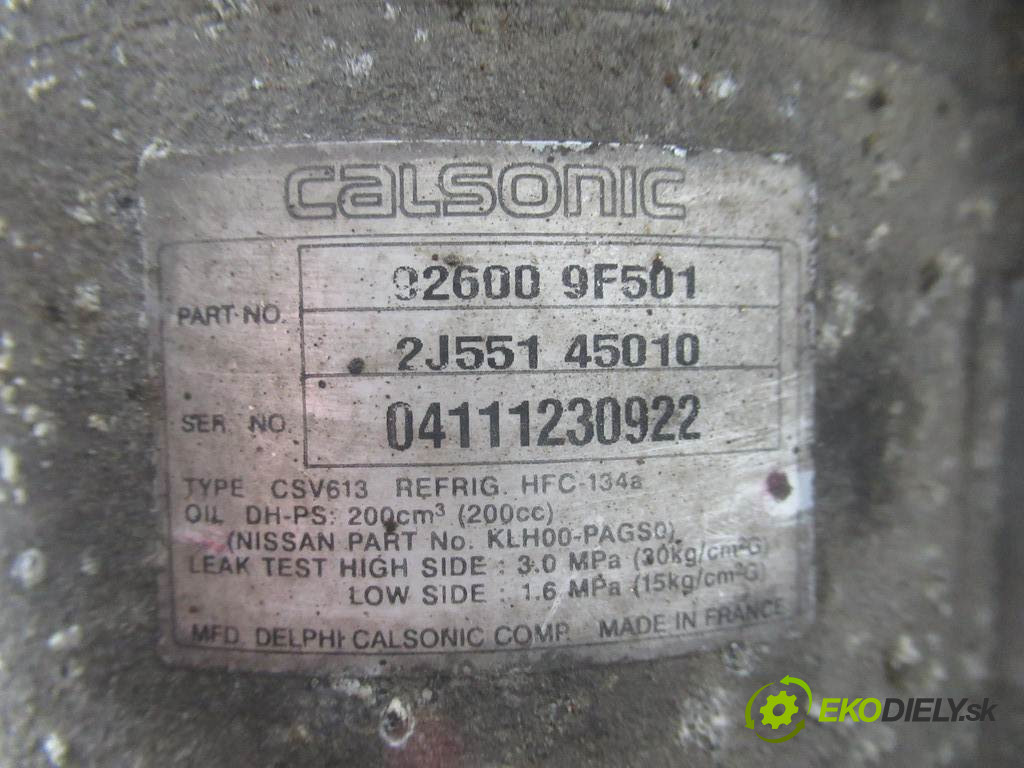 CALSONIC
PART NO. 92600 9F501
2J551 45010
SER. NO. 04111230922
TYPE CSV613 REFRIG. HFC-134a
OIL DH-PS: 200cm³ (200cc)
(NISSAN PART No. KLH00-PAGS0)
LEAK TEST HIGH SIDE : 3.0 MPa (30kg/cm²G)
LOW SIDE : 1.6 MPa (15kg/cm²G)
MFD. DELPHI-CALSONIC COMP. MADE IN FRANCE
EKODIELY.sk